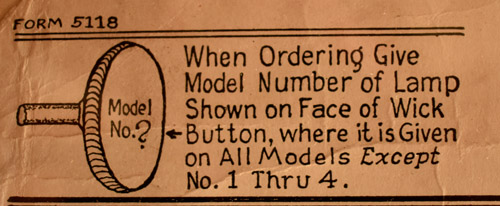 FORM 5118
When Ordering Give
Model Number of Lamp
Shown on Face of Wick
Button, where it is Given
on All Models Except
No. 1 Thru 4.
Model
No.?